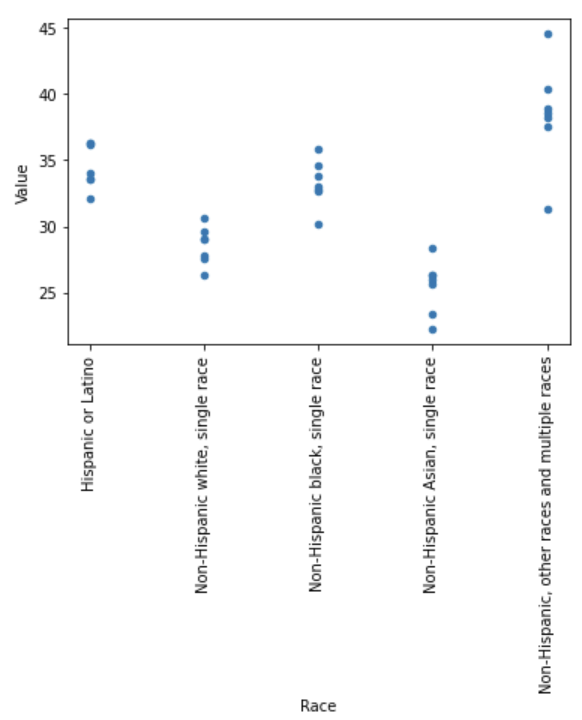 45
40
35
30
25
Value
Hispanic or Latino
Non-Hispanic white, single race
Non-Hispanic black, single race
Non-Hispanic Asian, single race
Non-Hispanic, other races and multiple races
Race